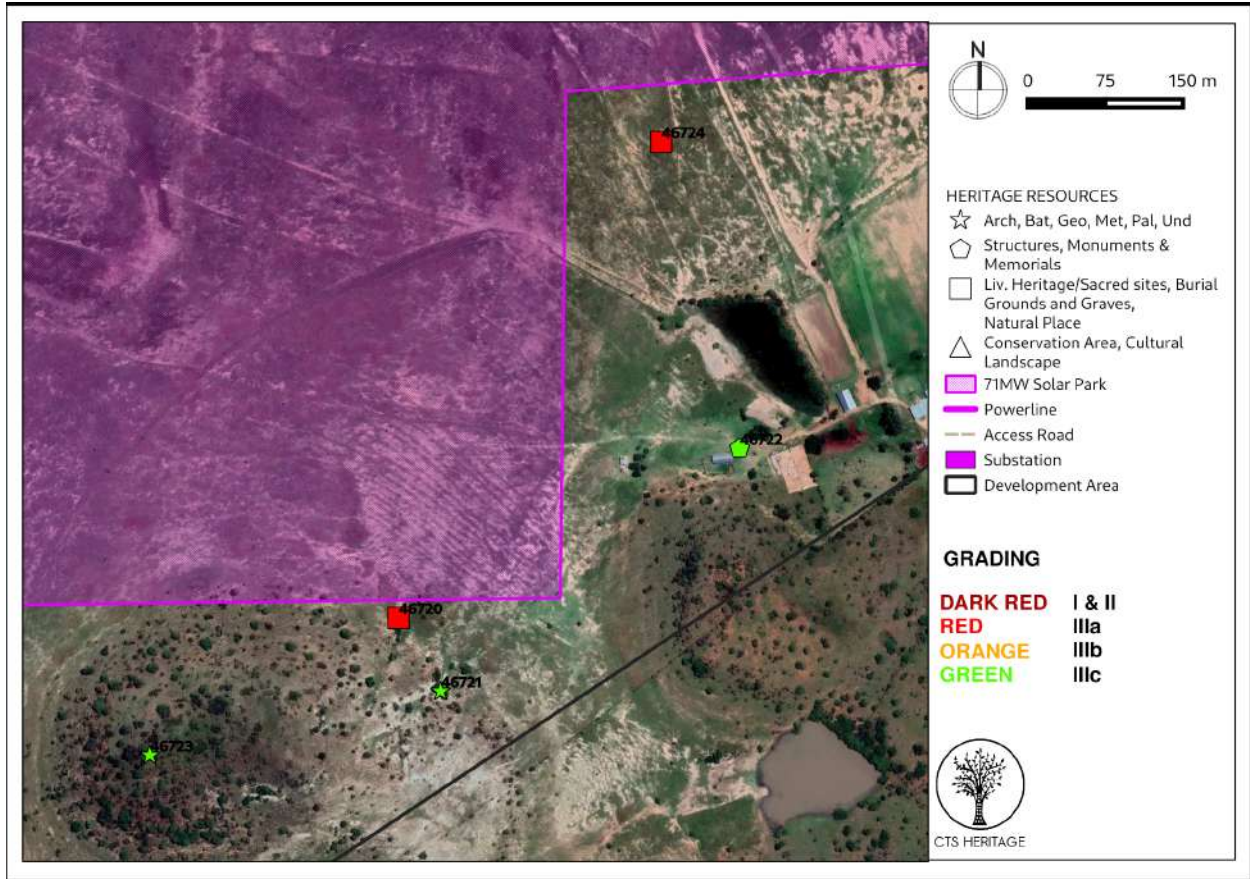 46724
46722
46720
46721
46723
N
0 75 150 m
HERITAGE RESOURCES
Arch, Bat, Geo, Met, Pal, Und
Structures, Monuments &
Memorials
Liv. Heritage/Sacred sites, Burial
Grounds and Graves,
Natural Place
Conservation Area, Cultural
Landscape
71MW Solar Park
Powerline
Access Road
Substation
Development Area
GRADING
DARK RED I & II
RED IIIa
ORANGE IIIb
GREEN IIIc
CTS HERITAGE